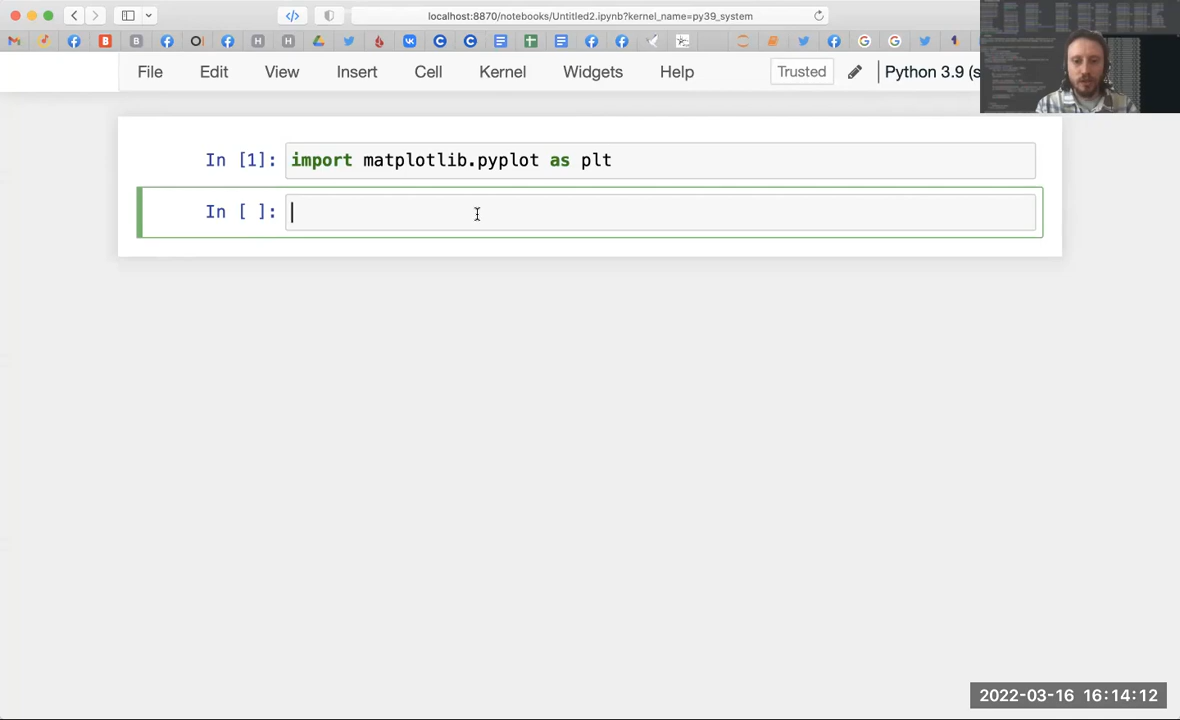 localhost:8870/notebooks/Untitled2.ipynb?kernel_name=py39_system
File Edit View Insert Cell Kernel Widgets Help Trusted Python 3.9 (s
In [1]: import matplotlib.pyplot as plt
In [ ]:
2022-03-16 16:14:12